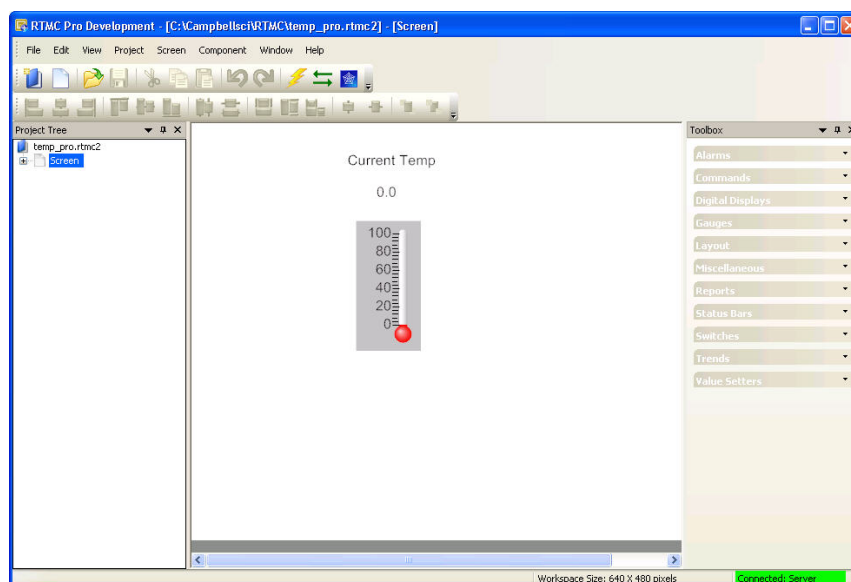 RTMC Pro Development - [C:\Campbellsci\RTMC\temp_pro.rtmc2] - [Screen]
File Edit View Project Screen Component Window Help
Project Tree
temp_pro.rtmc2
Screen
Current Temp
0.0
100
80
60
40
20
0
Toolbox
Alarms
Commands
Digital Displays
Gauges
Layout
Miscellaneous
Reports
Status Bars
Switches
Trends
Value Setters
Workspace Size: 640 X 480 pixels
Connected: Server